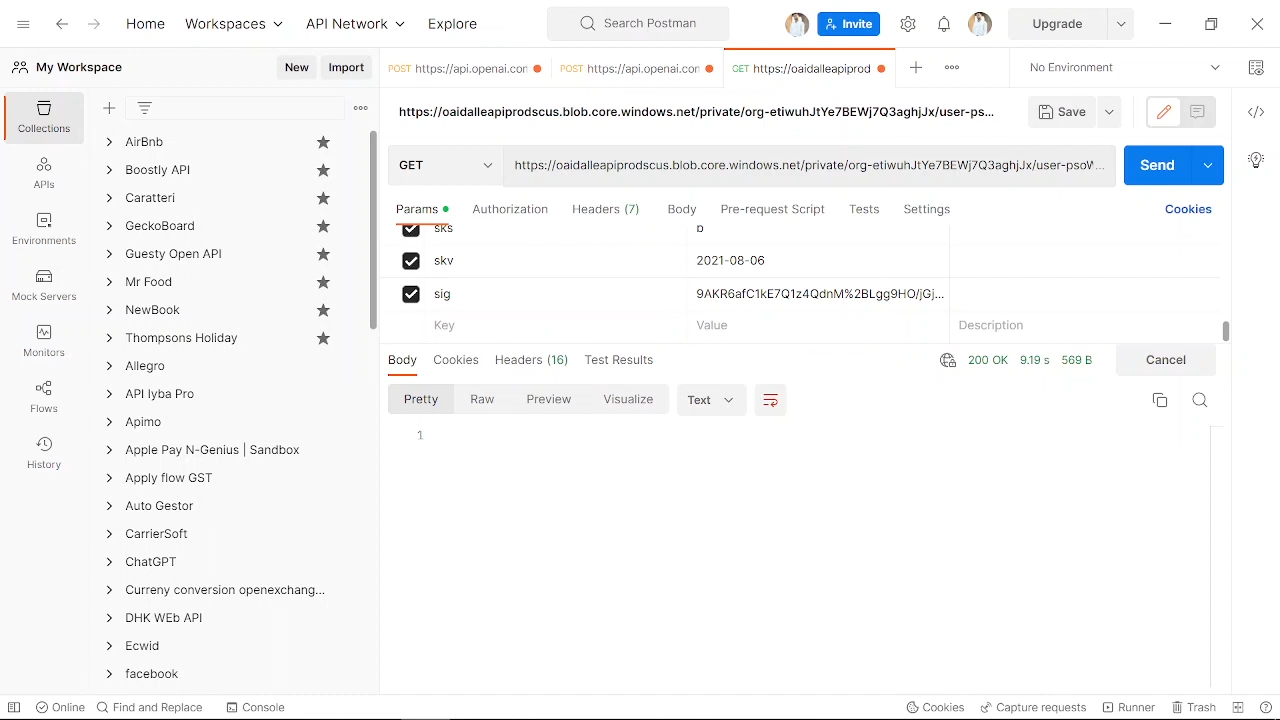 Home Workspaces API Network Explore Search Postman Invite Upgrade
My Workspace New Import POST https://api.openai.con POST https://api.openai.con GET https://oaidalleapiprod No Environment
Collections
APIs
Environments
Mock Servers
Monitors
Flows
History
AirBnb
Boostly API
Caratteri
GeckoBoard
Guesty Open API
Mr Food
NewBook
Thompsons Holiday
Allegro
API Iyba Pro
Apimo
Apple Pay N-Genius | Sandbox
Apply flow GST
Auto Gestor
CarrierSoft
ChatGPT
Curreny conversion openexchang...
DHK WEb API
Ecwid
facebook
https://oaidalleapiprodscus.blob.core.windows.net/private/org-etiwuhJtYe7BEWj7Q3aghjJx/user-ps... Save
GET https://oaidalleapiprodscus.blob.core.windows.net/private/org-etiwuhJtYe7BEWj7Q3aghjJx/user-psoW... Send
Params Authorization Headers (7) Body Pre-request Script Tests Settings Cookies
sks b
skv 2021-08-06
sig 9AKR6afC1kE7Q1z4QdnM%2BLgg9HO/jGj...
Key Value Description
Body Cookies Headers (16) Test Results 200 OK 9.19 s 569 B Cancel
Pretty Raw Preview Visualize Text
1
Online Find and Replace Console Cookies Capture requests Runner Trash